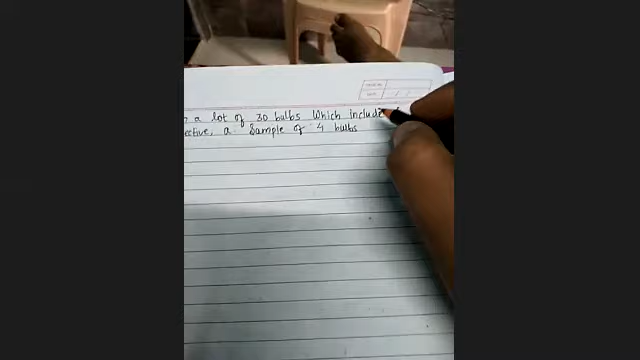 a lot of 30 bulbs which include
ective, a sample of 4 bulbs